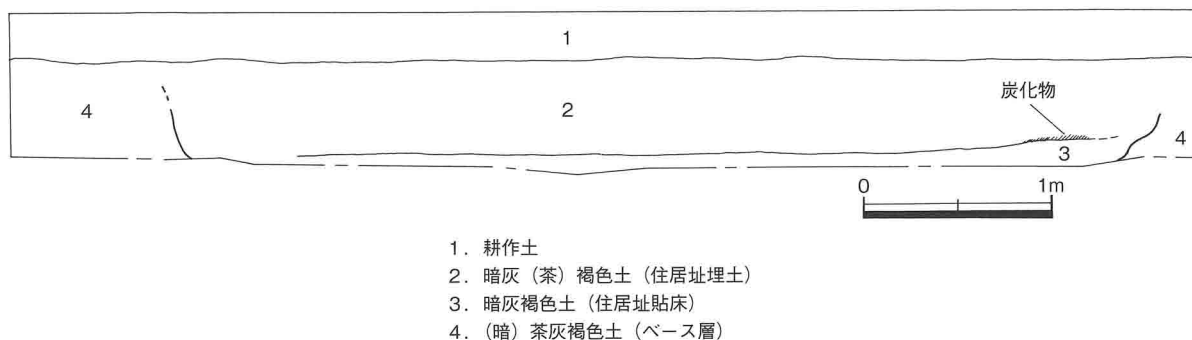 1
2
炭化物
4
3
4
0 1m
1. 耕作土
2. 暗灰（茶）褐色土（住居址埋土）
3. 暗灰褐色土（住居址貼床）
4. （暗）茶灰褐色土（ベース層）